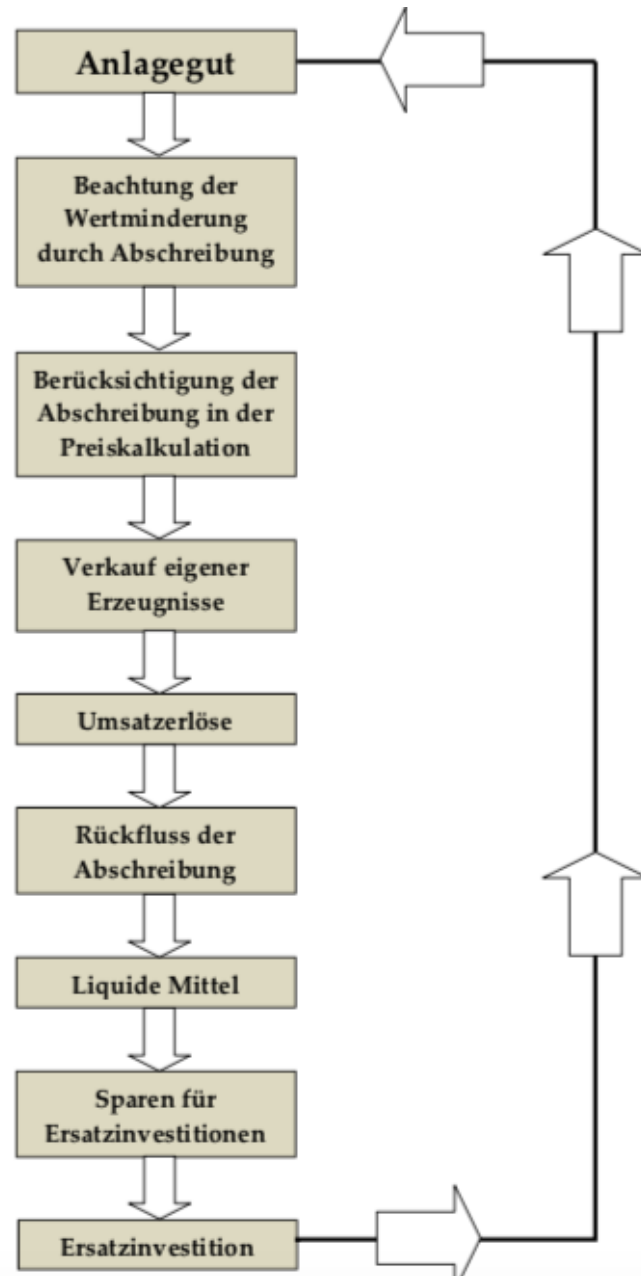 Anlagegut
Beachtung der
Wertminderung
durch Abschreibung
Berücksichtigung der
Abschreibung in der
Preiskalkulation
Verkauf eigener
Erzeugnisse
Umsatzerlöse
Rückfluss der
Abschreibung
Liquide Mittel
Sparen für
Ersatzinvestitionen
Ersatzinvestition